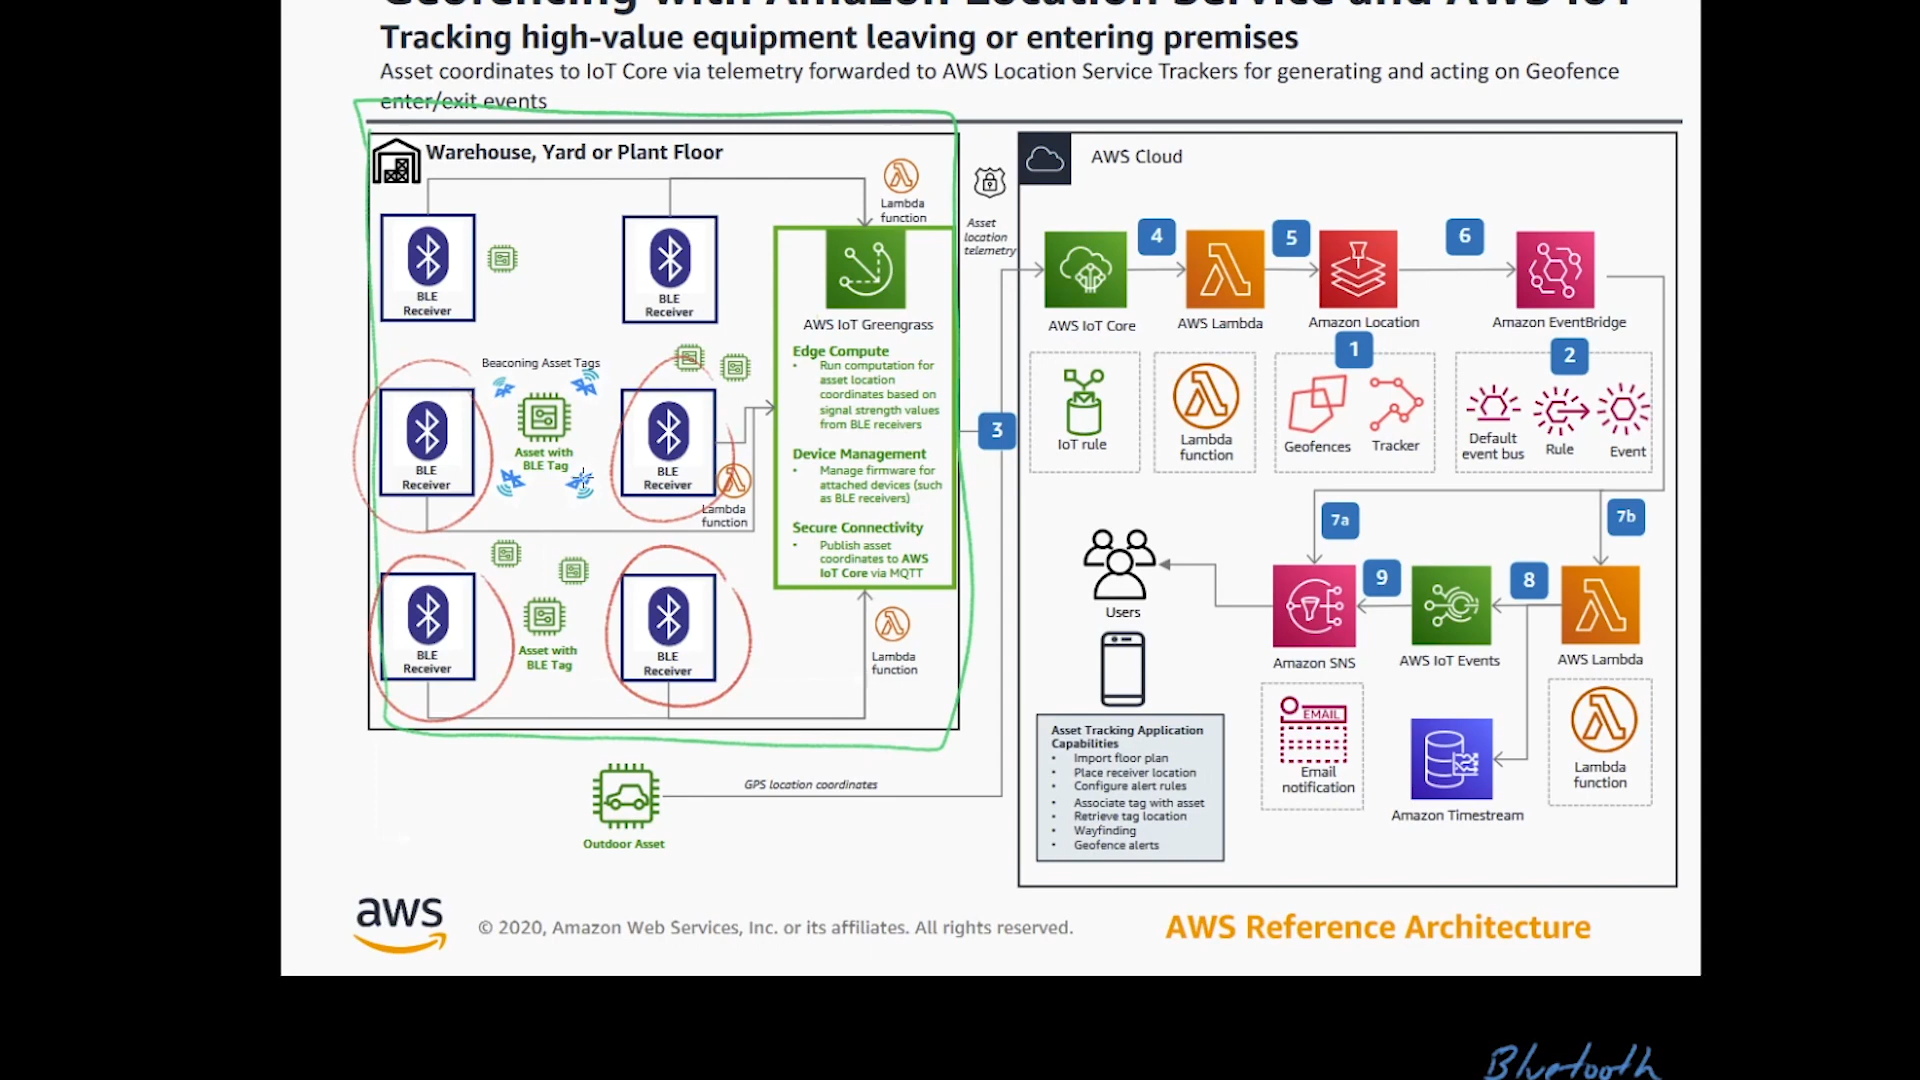 Geofencing with Amazon Location Service and AWS IoT
Tracking high-value equipment leaving or entering premises
Asset coordinates to IoT Core via telemetry forwarded to AWS Location Service Trackers for generating and acting on Geofence
enter/exit events
Warehouse, Yard or Plant Floor
Lambda
function
BLE
Receiver
BLE
Receiver
Beaconing Asset Tags
BLE
Receiver
Asset with
BLE Tag
BLE
Receiver
Lambda
function
BLE
Receiver
Asset with
BLE Tag
BLE
Receiver
Lambda
function
AWS IoT Greengrass
Edge Compute
• Run computation for
asset location
coordinates based on
signal strength values
from BLE receivers
Device Management
• Manage firmware for
attached devices (such
as BLE receivers)
Secure Connectivity
• Publish asset
coordinates to AWS
IoT Core via MQTT
Asset
location
telemetry
3
GPS location coordinates
Outdoor Asset
AWS Cloud
4
5
6
AWS IoT Core
AWS Lambda
Amazon Location
Amazon EventBridge
1
2
IoT rule
Lambda
function
Geofences
Tracker
Default
event bus
Rule
Event
7a
7b
Users
9
8
Amazon SNS
AWS IoT Events
AWS Lambda
EMAIL
Email
notification
Amazon Timestream
Lambda
function
Asset Tracking Application
Capabilities
• Import floor plan
• Place receiver location
• Configure alert rules
• Associate tag with asset
• Retrieve tag location
• Wayfinding
• Geofence alerts
aws
© 2020, Amazon Web Services, Inc. or its affiliates. All rights reserved.
AWS Reference Architecture
Bluetooth